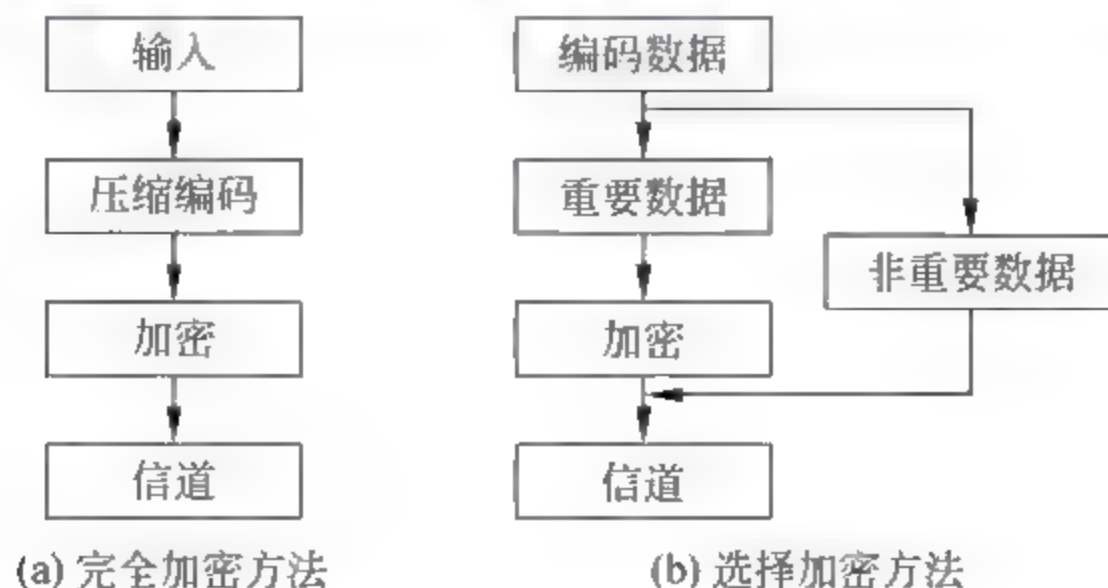 输入
压缩编码
加密
信道
(a) 完全加密方法
编码数据
重要数据
非重要数据
加密
信道
(b) 选择加密方法